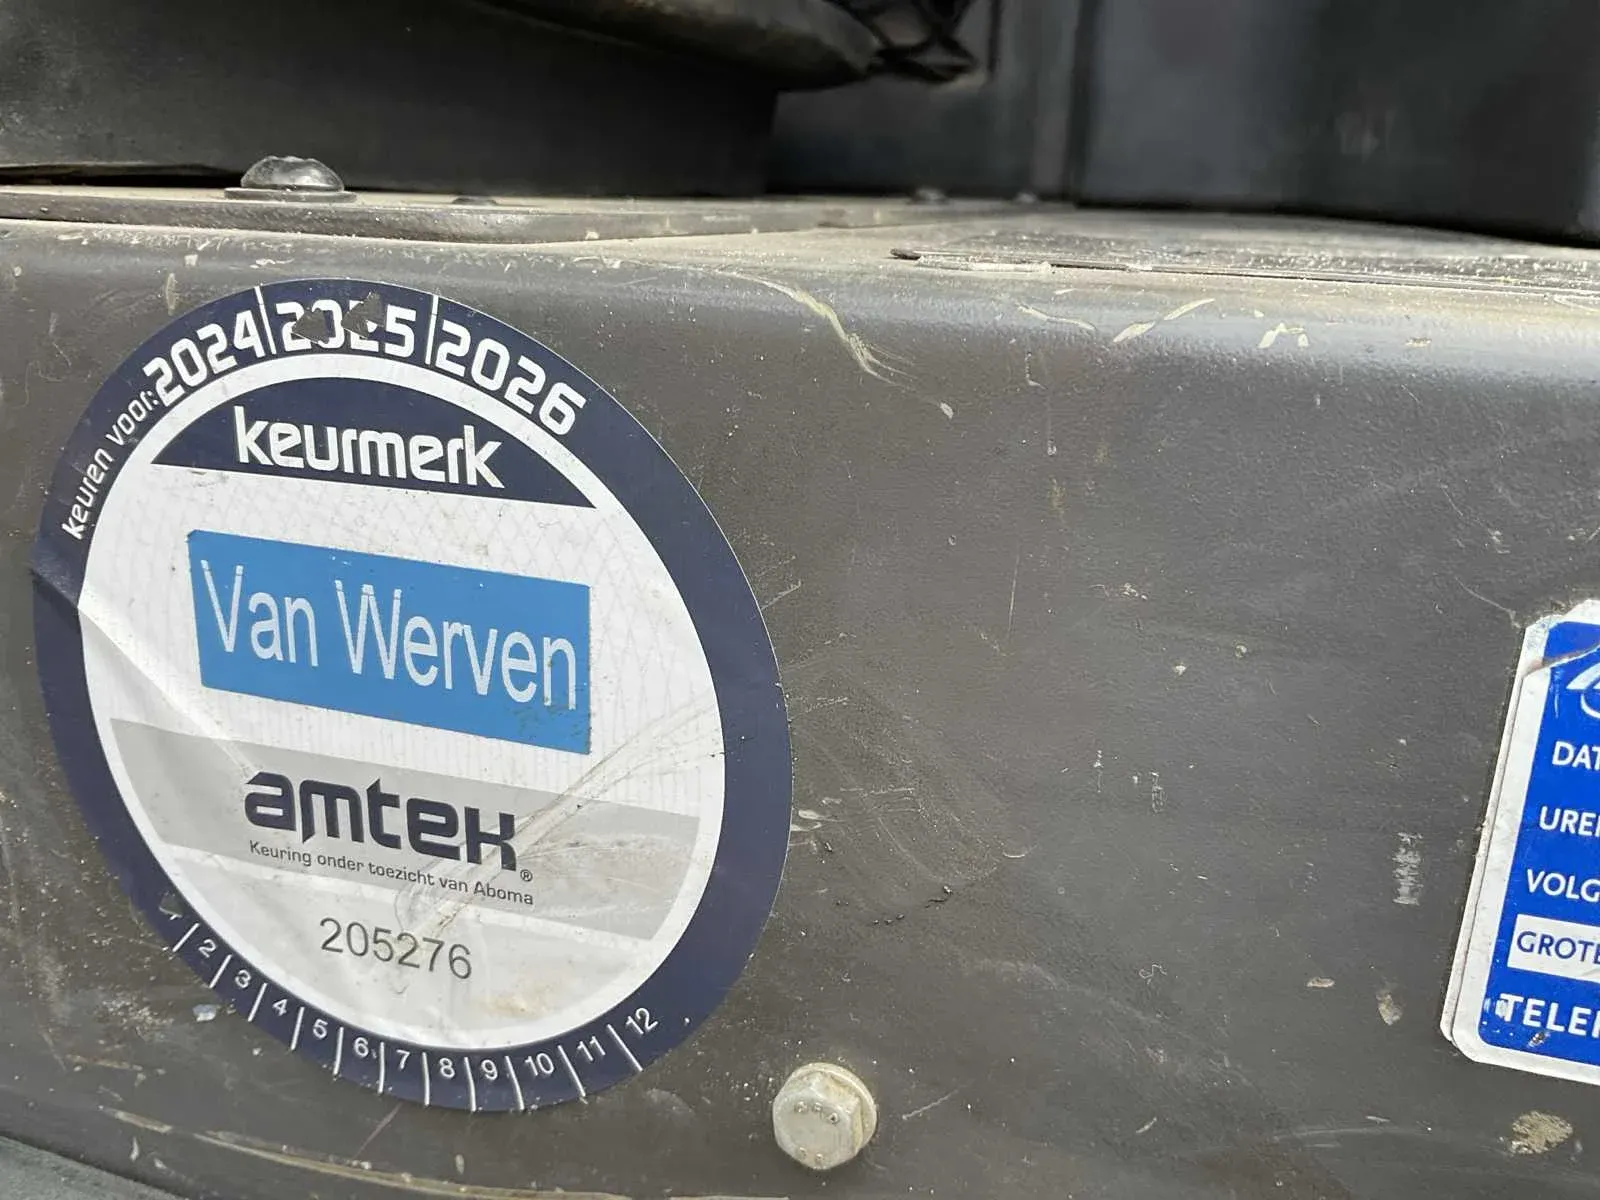 keuren voor: 2024 2025 2026
keurmerk
Van Werven
amtek®
Keuring onder toezicht van Aboma
205276
2 3 4 5 6 7 8 9 10 11 12
DAT
URE
VOLG
GROTE
TELE